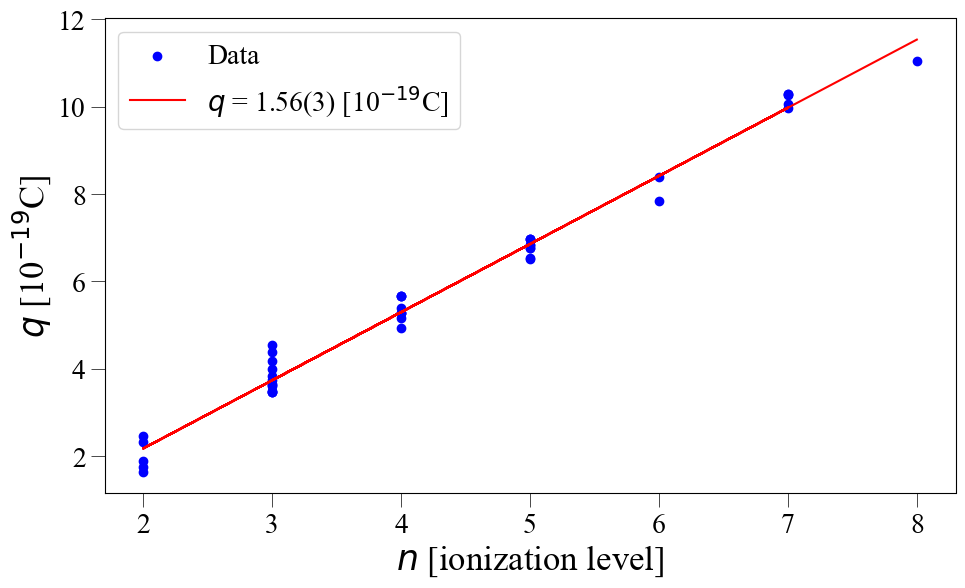 12
10
8
6
4
2
q [10⁻¹⁹C]
Data
q = 1.56(3) [10⁻¹⁹C]
2 3 4 5 6 7 8
n [ionization level]